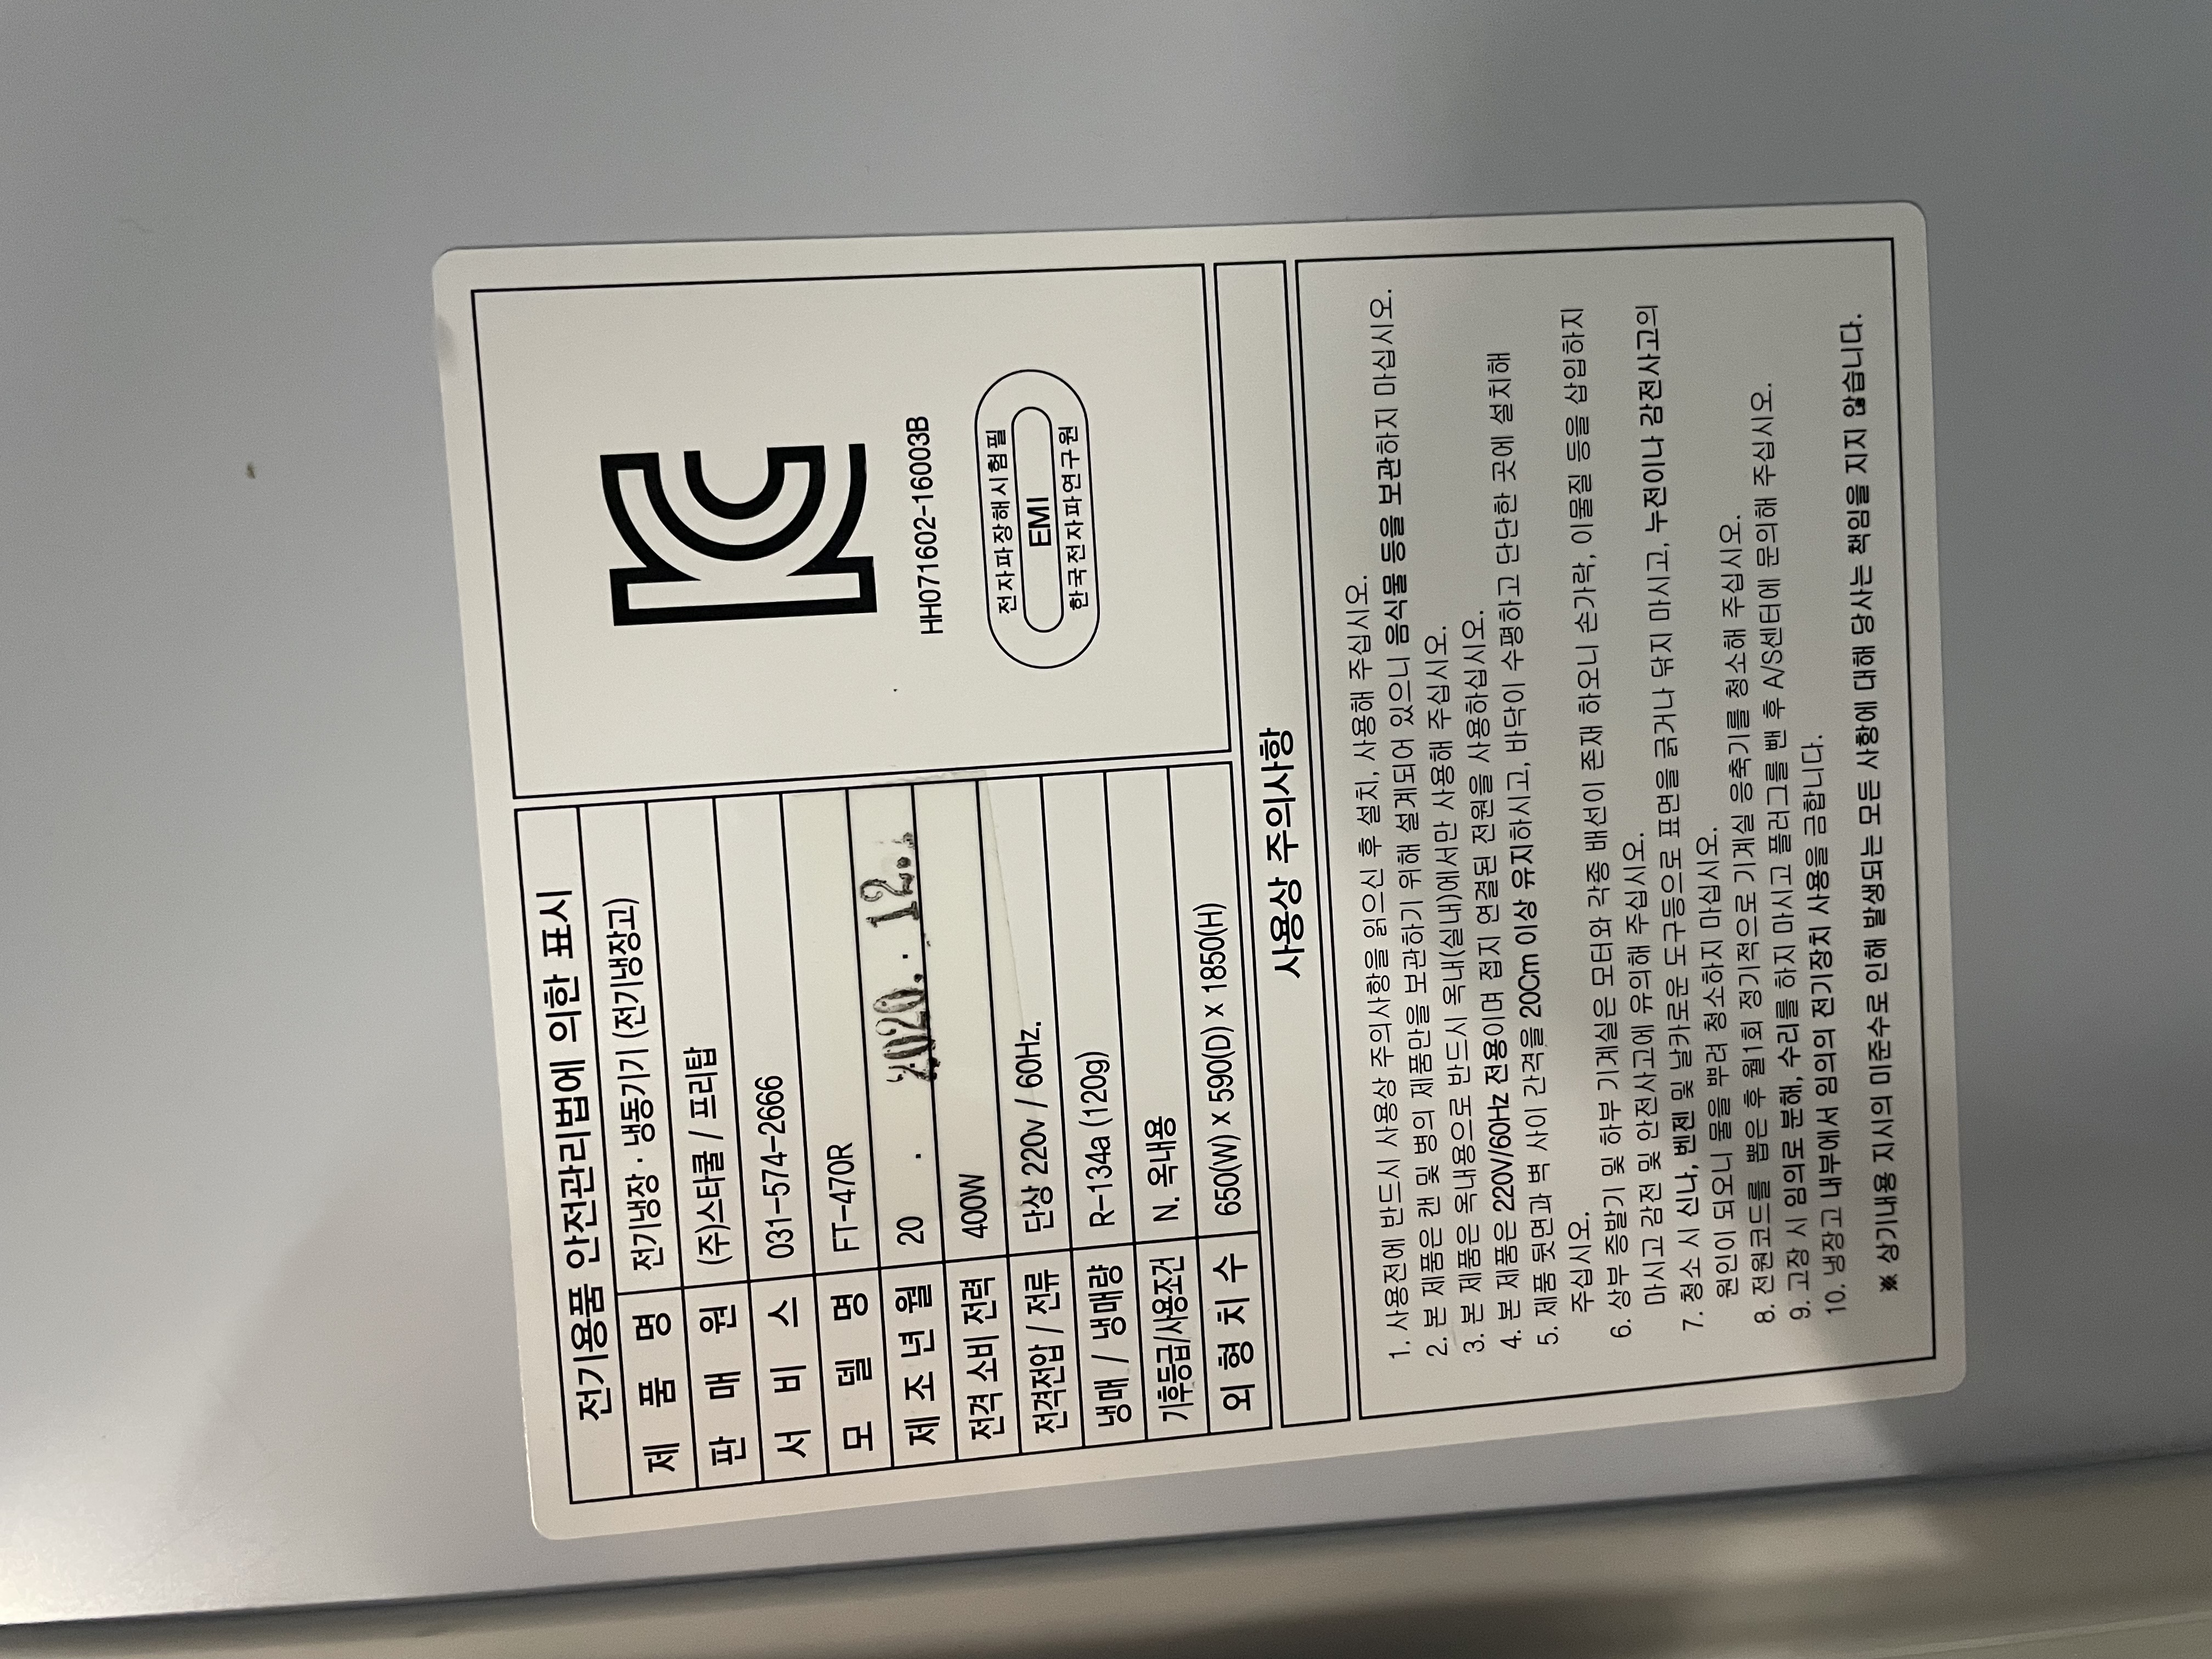 전기용품 안전관리법에 의한 표시
제 품 명 전기냉장·냉동기기 (전기냉장고)
판 매 원 (주)스타쿨 / 프리탑
서 비 스 031-574-2666
모 델 명 FT-470R
제 조 년 월 20 . 2020. 12.
전격 소비 전력 400W
전격전압 / 전류 단상 220v / 60Hz.
냉매 / 냉매량 R-134a (120g)
기후등급/사용조건 N. 옥내용
외 형 치 수 650(W) x 590(D) x 1850(H)
KC
HH071602-16003B
전자파장해시험필
EMI
한국전자파연구원
사용상 주의사항
1. 사용전에 반드시 사용상 주의사항을 읽으신 후 설치, 사용해 주십시오.
2. 본 제품은 캔 및 병의 제품만을 보관하기 위해 설계되어 있으니 음식물 등을 보관하지 마십시오.
3. 본 제품은 옥내용으로 반드시 옥내(실내)에서만 사용해 주십시오.
4. 본 제품은 220V/60Hz 전용이며 접지 연결된 전원을 사용하십시오.
5. 제품 뒷면과 벽 사이 간격을 20Cm 이상 유지하시고, 바닥이 수평하고 단단한 곳에 설치해
주십시오.
6. 상부 증발기 및 하부 기계실은 모터와 각종 배선이 존재 하오니 손가락, 이물질 등을 삽입하지
마시고 감전 및 안전사고에 유의해 주십시오.
7. 청소 시 신나, 벤젠 및 날카로운 도구등으로 표면을 긁거나 닦지 마시고, 누전이나 감전사고의
원인이 되오니 물을 뿌려 청소하지 마십시오.
8. 전원코드를 뽑은 후 월1회 정기적으로 기계실 응축기를 청소해 주십시오.
9. 고장 시 임의로 분해, 수리를 하지 마시고 플러그를 뺀 후 A/S센터에 문의해 주십시오.
10. 냉장고 내부에서 임의의 전기장치 사용을 금합니다.
※ 상기내용 지시의 미준수로 인해 발생되는 모든 사항에 대해 당사는 책임을 지지 않습니다.